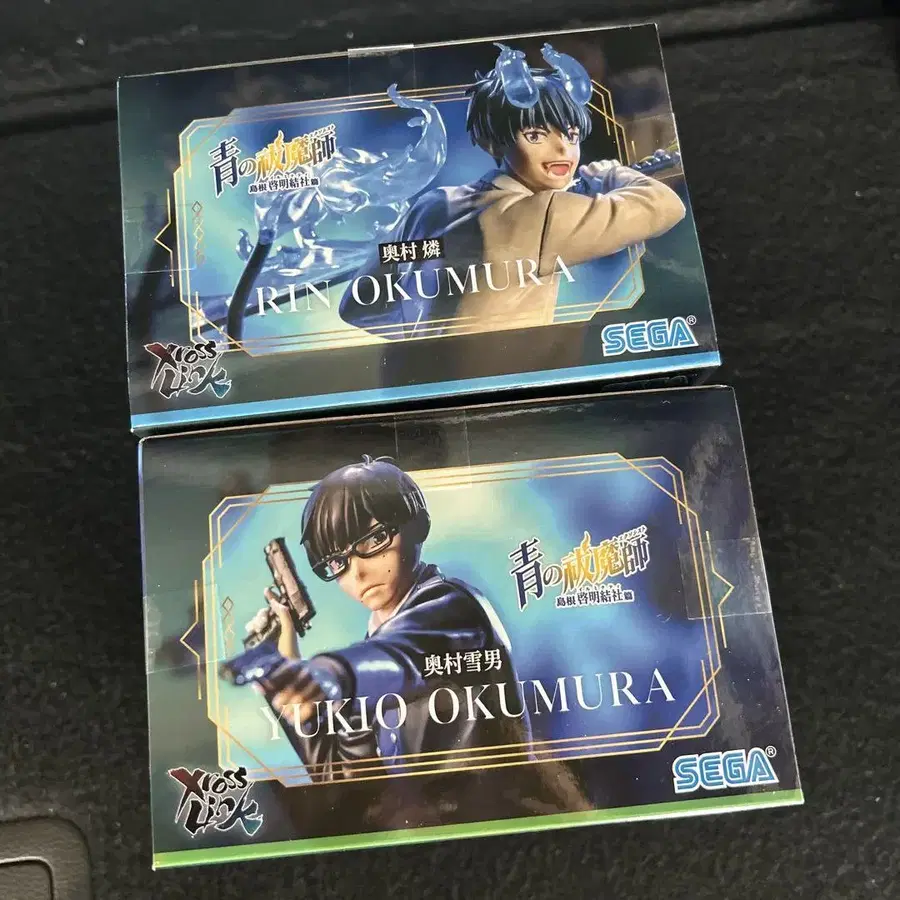 青の祓魔師
島根啓明結社篇
奥村 燐
RIN OKUMURA
SEGA®
Xross
Link
青の祓魔師
島根啓明結社篇
奥村雪男
YUKIO OKUMURA
SEGA®
Xross
Link